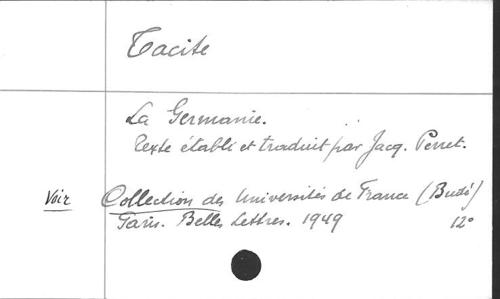 Tacite
La Germanie.
Texte établi et traduit par Jacq. Perret.
Voir Collection des Universités de France (Budé)
Paris. Belles Lettres. 1949 12°